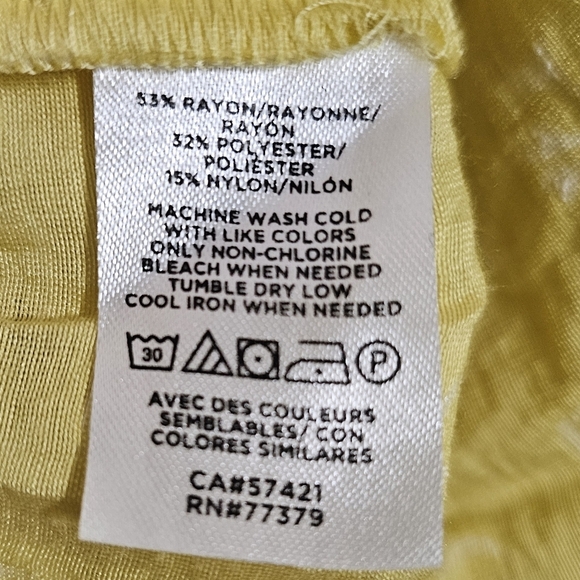 53% RAYON/RAYONNE/
RAYÓN
32% POLYESTER/
POLIÉSTER
15% NYLON/NILÓN
MACHINE WASH COLD
WITH LIKE COLORS
ONLY NON-CHLORINE
BLEACH WHEN NEEDED
TUMBLE DRY LOW
COOL IRON WHEN NEEDED
30 P
AVEC DES COULEURS
SEMBLABLES/ CON
COLORES SIMILARES
CA#57421
RN#77379